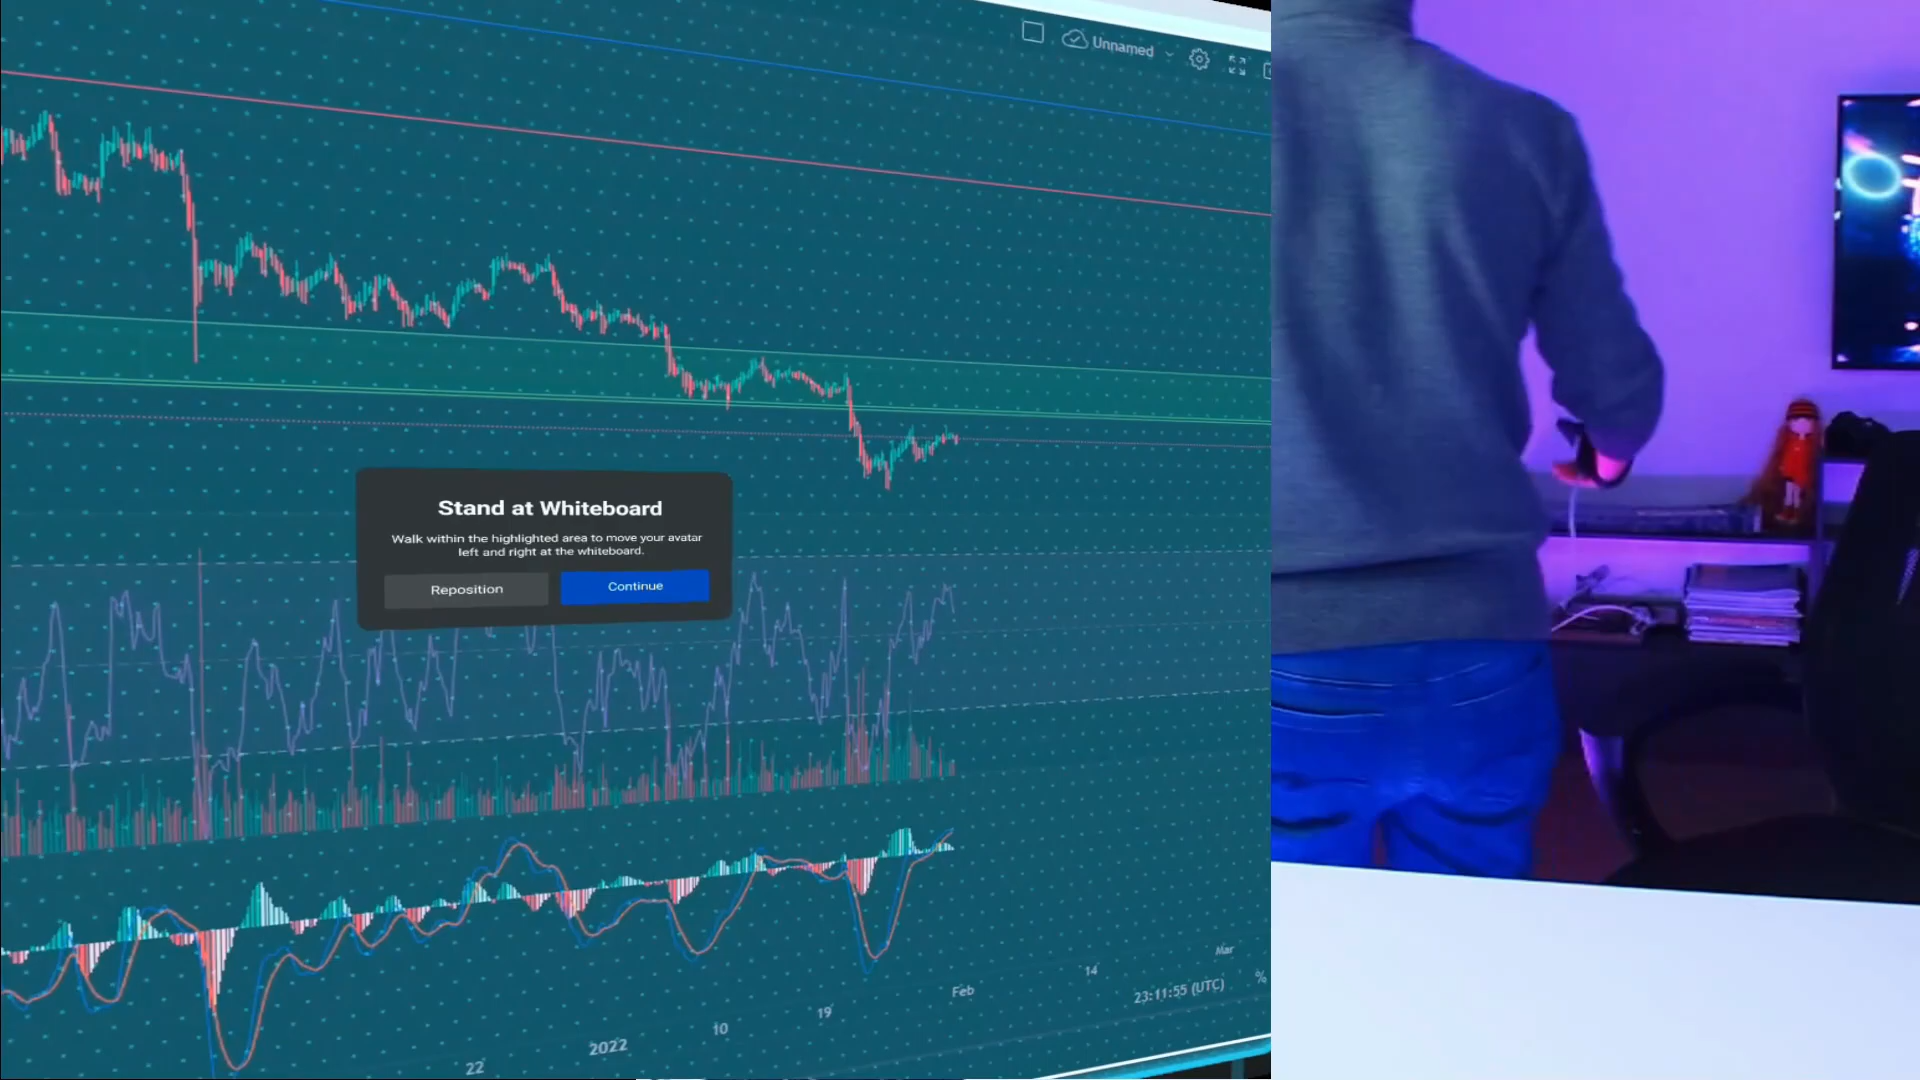 Unnamed
Stand at Whiteboard
Walk within the highlighted area to move your avatar
left and right at the whiteboard.
Reposition
Continue
22
2022
10
19
Feb
14
Mar
23:11:55 (UTC)
%